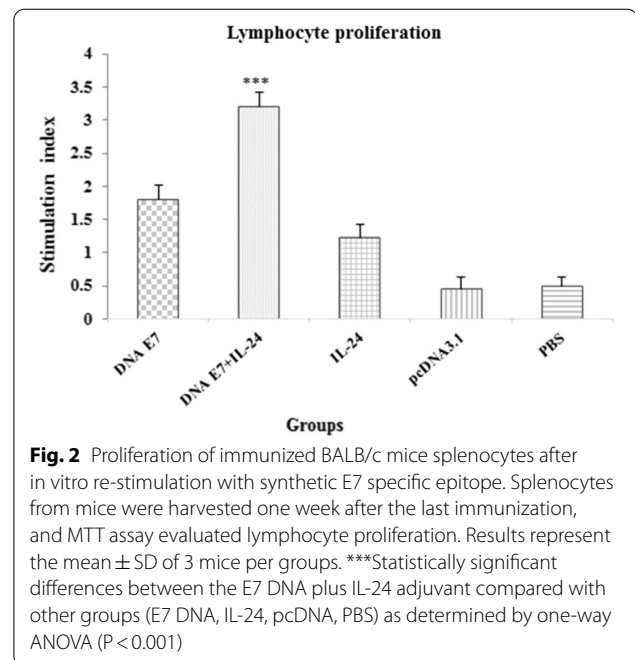 Lymphocyte proliferation
4
3.5
3
2.5
2
1.5
1
0.5
0
Stimulation index
***
DNA E7
DNA E7+IL-24
IL-24
pcDNA3.1
PBS
Groups
Fig. 2 Proliferation of immunized BALB/c mice splenocytes after
in vitro re-stimulation with synthetic E7 specific epitope. Splenocytes
from mice were harvested one week after the last immunization,
and MTT assay evaluated lymphocyte proliferation. Results represent
the mean ± SD of 3 mice per groups. ***Statistically significant
differences between the E7 DNA plus IL-24 adjuvant compared with
other groups (E7 DNA, IL-24, pcDNA, PBS) as determined by one-way
ANOVA (P < 0.001)